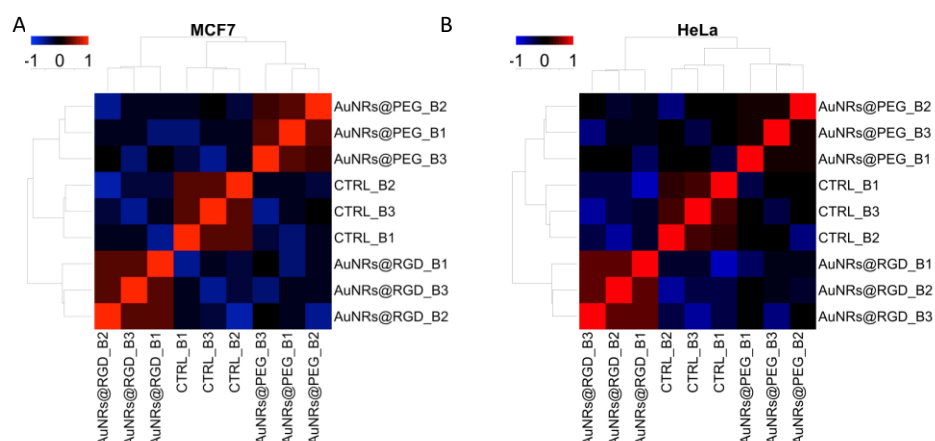 A
MCF7
-1 0 1
AuNRs@PEG_B2
AuNRs@PEG_B1
AuNRs@PEG_B3
CTRL_B2
CTRL_B3
CTRL_B1
AuNRs@RGD_B1
AuNRs@RGD_B3
AuNRs@RGD_B2
AuNRs@RGD_B2
AuNRs@RGD_B3
AuNRs@RGD_B1
CTRL_B1
CTRL_B3
CTRL_B2
AuNRs@PEG_B3
AuNRs@PEG_B1
AuNRs@PEG_B2
B
HeLa
-1 0 1
AuNRs@PEG_B2
AuNRs@PEG_B3
AuNRs@PEG_B1
CTRL_B1
CTRL_B3
CTRL_B2
AuNRs@RGD_B1
AuNRs@RGD_B2
AuNRs@RGD_B3
AuNRs@RGD_B3
AuNRs@RGD_B2
AuNRs@RGD_B1
CTRL_B2
CTRL_B3
CTRL_B1
AuNRs@PEG_B1
AuNRs@PEG_B3
AuNRs@PEG_B2